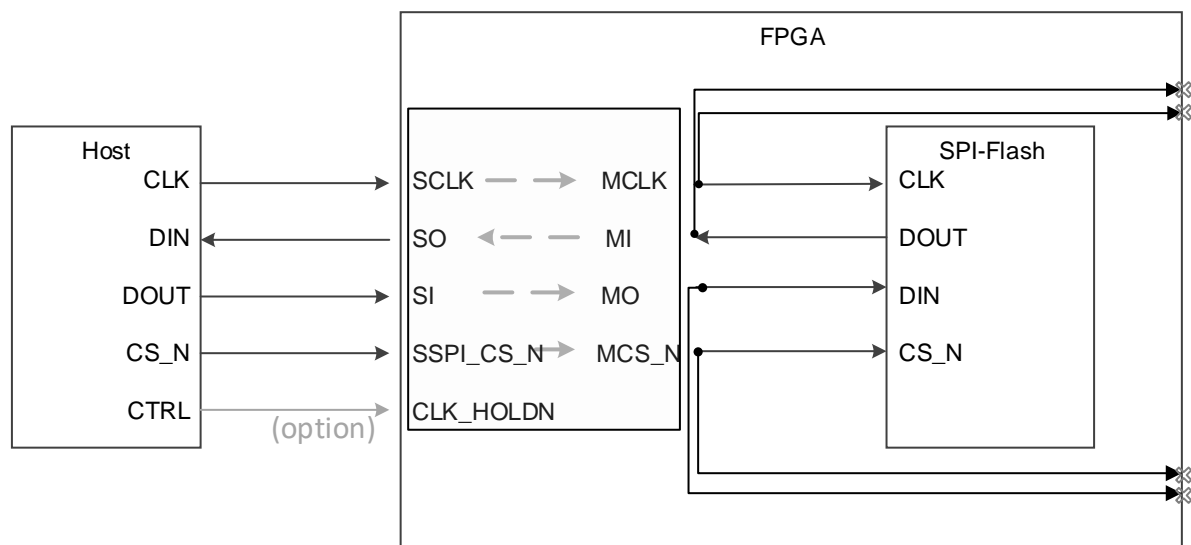 FPGA
Host
SPI-Flash
CLK
SCLK
MCLK
CLK
DIN
SO
MI
DOUT
DOUT
SI
MO
DIN
CS_N
SSPI_CS_N
MCS_N
CS_N
CTRL
(option)
CLK_HOLDN